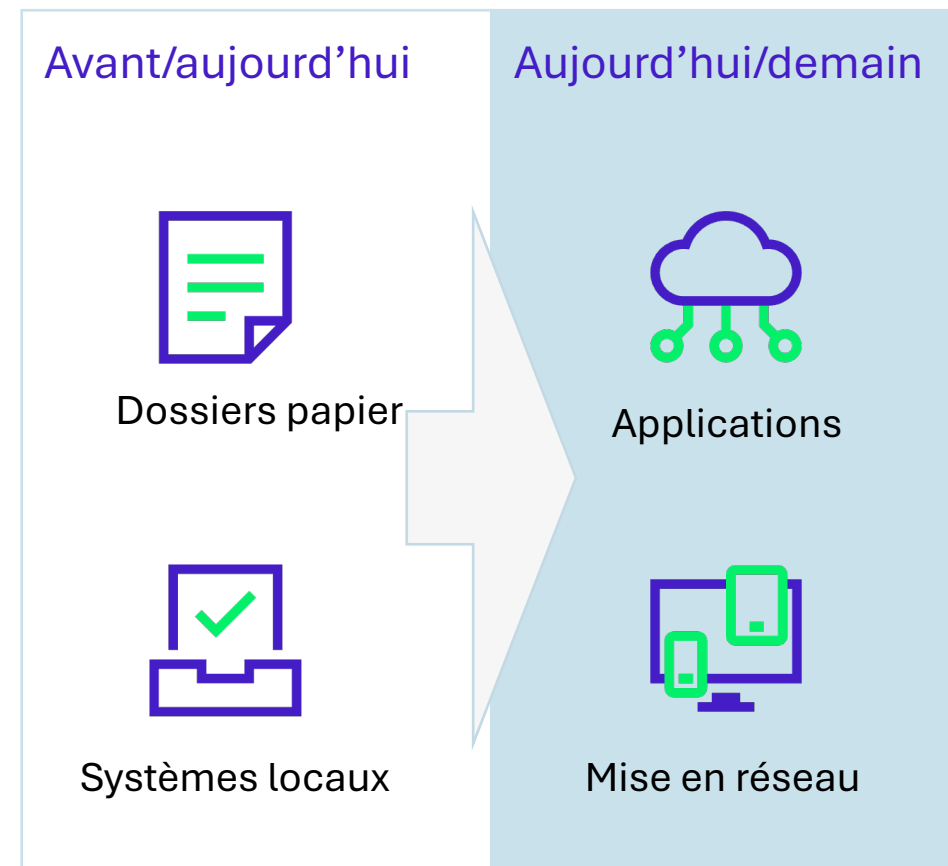 Avant/aujourd’hui
Aujourd’hui/demain
Dossiers papier
Applications
Systèmes locaux
Mise en réseau